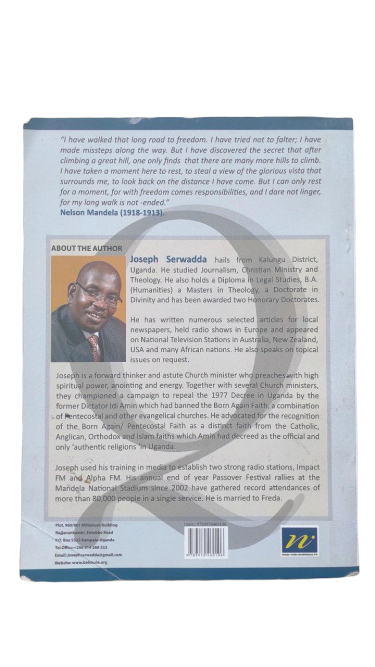 "I have walked that long road to freedom. I have tried not to falter; I have
made missteps along the way. But I have discovered the secret that after
climbing a great hill, one only finds that there are many more hills to climb.
I have taken a moment here to rest, to steal a view of the glorious vista that
surrounds me, to look back on the distance I have come. But I can only rest
for a moment, for with freedom comes responsibilities, and I dare not linger,
for my long walk is not -ended."
Nelson Mandela (1918-1913).
ABOUT THE AUTHOR
Joseph Serwadda hails from Kalungu District,
Uganda. He studied Journalism, Christian Ministry and
Theology. He also holds a Diploma in Legal Studies, B.A.
(Humanities) a Masters in Theology, a Doctorate in
Divinity and has been awarded two Honorary Doctorates.
He has written numerous selected articles for local
newspapers, held radio shows in Europe and appeared
on National Television Stations in Australia, New Zealand,
USA and many African nations. He also speaks on topical
issues on request.
Joseph is a forward thinker and astute Church minister who preaches with high
spiritual power, anointing and energy. Together with several Church ministers,
they championed a campaign to repeal the 1977 Decree in Uganda by the
former Dictator Idi Amin which had banned the Born Again Faith, a combination
of Pentecostal and other evangelical churches. He advocated for the recognition
of the Born Again/ Pentecostal Faith as a distinct faith from the Catholic,
Anglican, Orthodox and Islam faiths which Amin had decreed as the official and
only 'authentic religions' in Uganda.
Joseph used his training in media to establish two strong radio stations, Impact
FM and Alpha FM. His annual end of year Passover Festival rallies at the
Mandela National Stadium since 2002 have gathered record attendances of
more than 80,000 people in a single service. He is married to Freda.
Building
Najjanankumbi, Entebbe Road
P.O. Box Kampala-Uganda
Tel.Office:
Website: